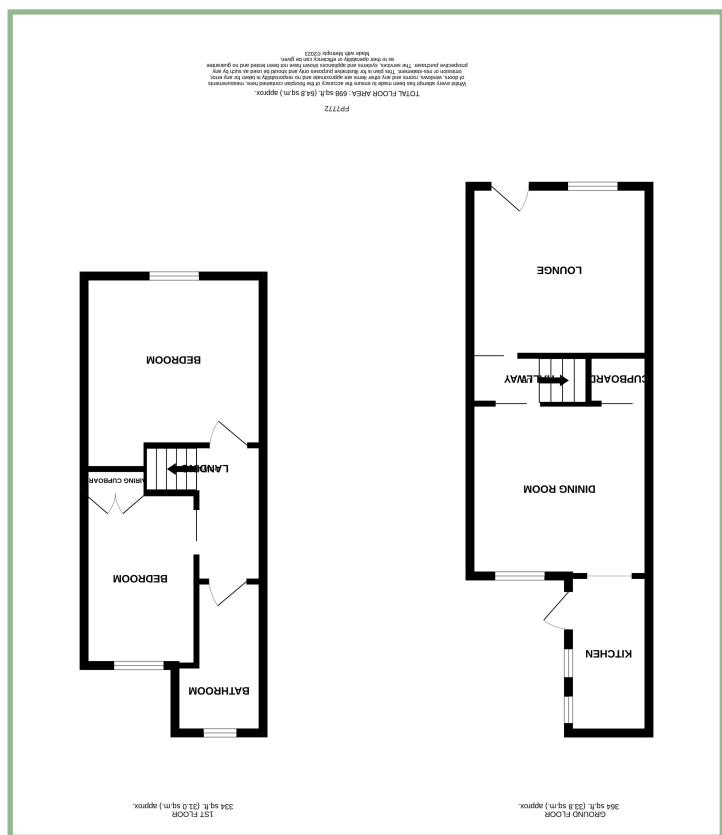 GROUND FLOOR
364 sq.ft. (33.8 sq.m.) approx.
1ST FLOOR
334 sq.ft. (31.0 sq.m.) approx.
KITCHEN
DINING ROOM
CUPBOARD
HALLWAY
LOUNGE
BATHROOM
BEDROOM
AIRING CUPBOARD
LANDING
BEDROOM
FP7772
TOTAL FLOOR AREA : 698 sq.ft. (64.8 sq.m.) approx.
Whilst every attempt has been made to ensure the accuracy of the floorplan contained here, measurements
of doors, windows, rooms and any other items are approximate and no responsibility is taken for any error,
omission or mis-statement. This plan is for illustrative purposes only and should be used as such by any
prospective purchaser. The services, systems and appliances shown have not been tested and no guarantee
as to their operability or efficiency can be given.
Made with Metropix ©2023